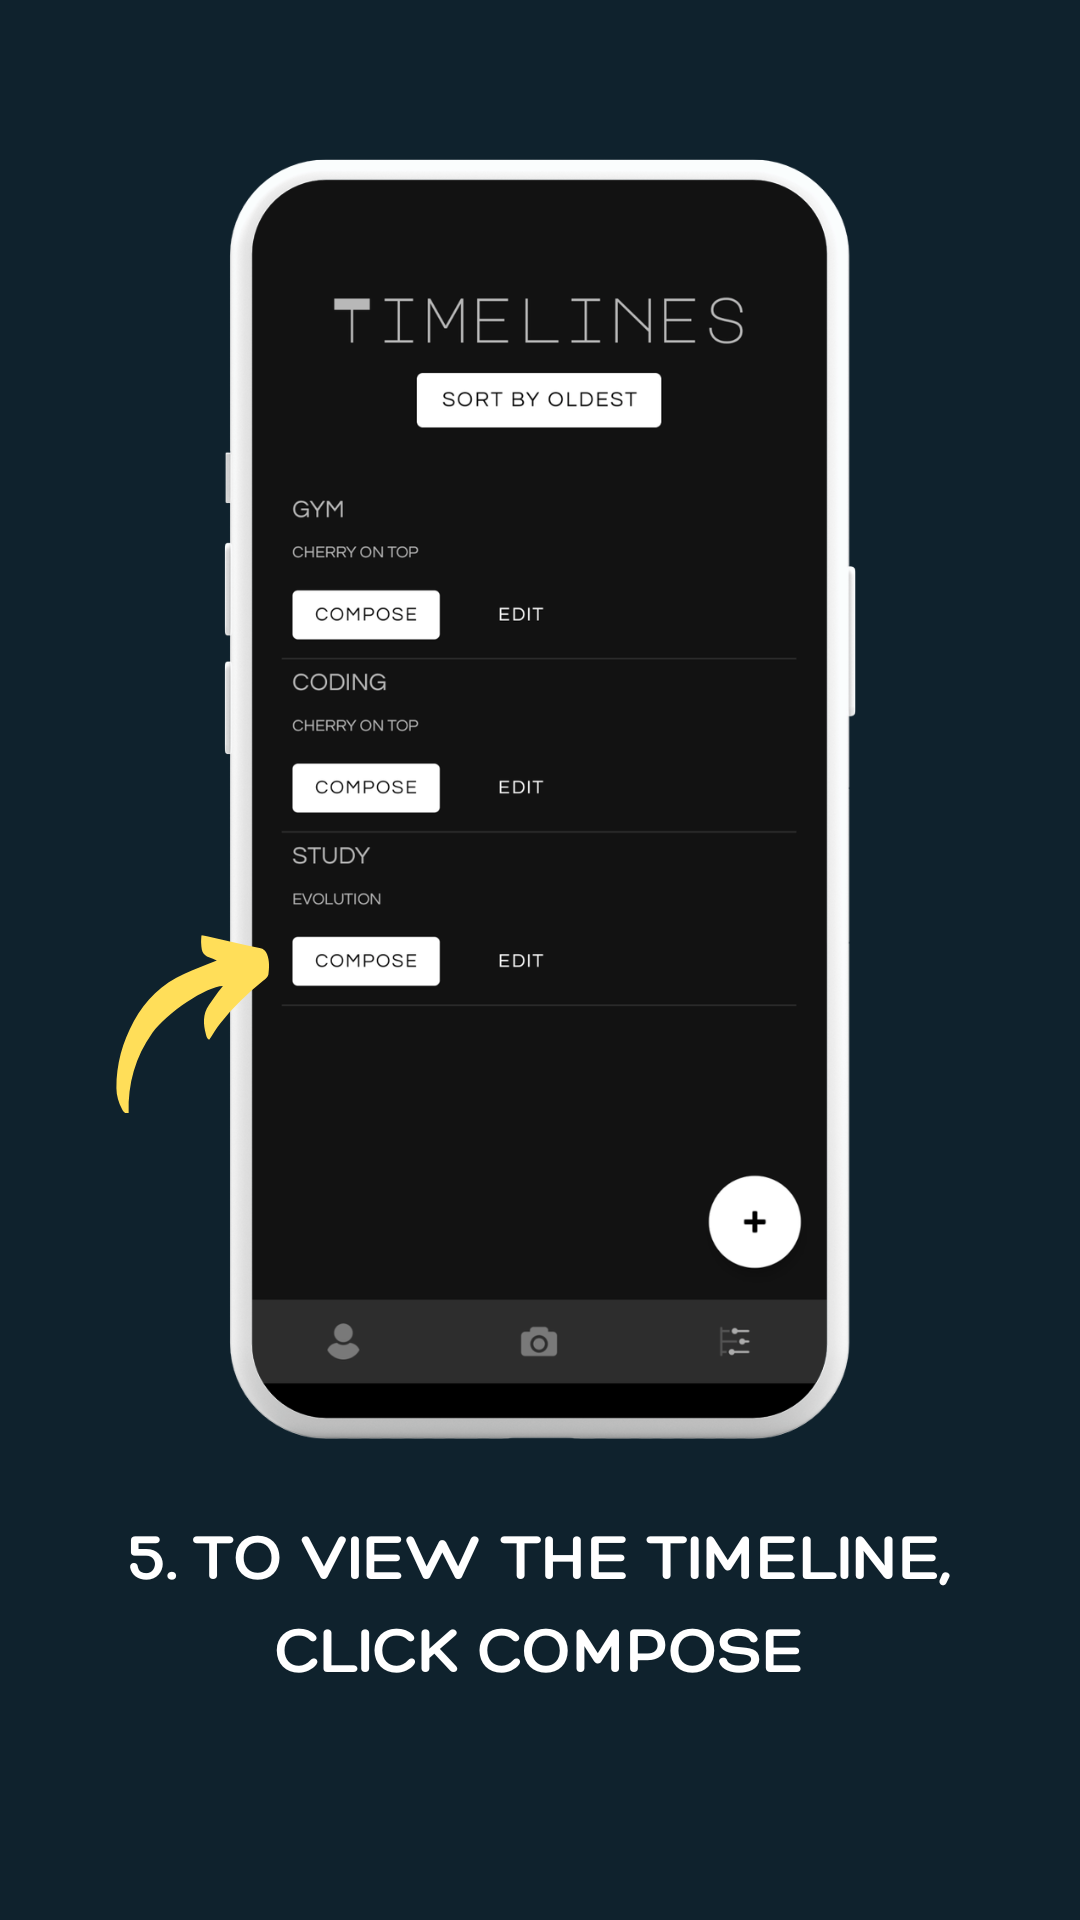 TIMELINES
SORT BY OLDEST
GYM
CHERRY ON TOP
COMPOSE EDIT
CODING
CHERRY ON TOP
COMPOSE EDIT
STUDY
EVOLUTION
COMPOSE EDIT
+
5. TO VIEW THE TIMELINE,
CLICK COMPOSE